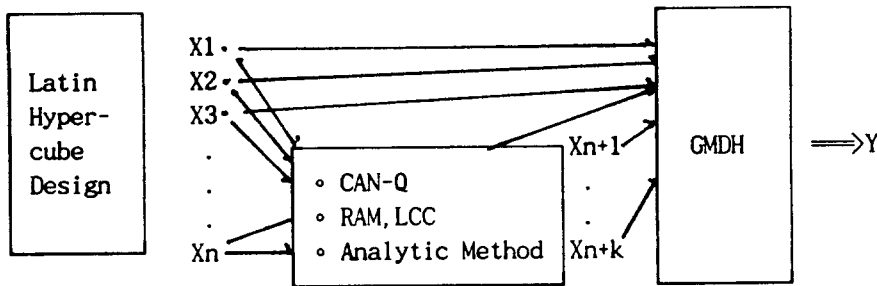 Latin
Hyper-
cube
Design
X1
X2
X3
.
.
.
Xn
◦ CAN-Q
◦ RAM,LCC
◦ Analytic Method
Xn+1
.
.
Xn+k
GMDH
⟹Y